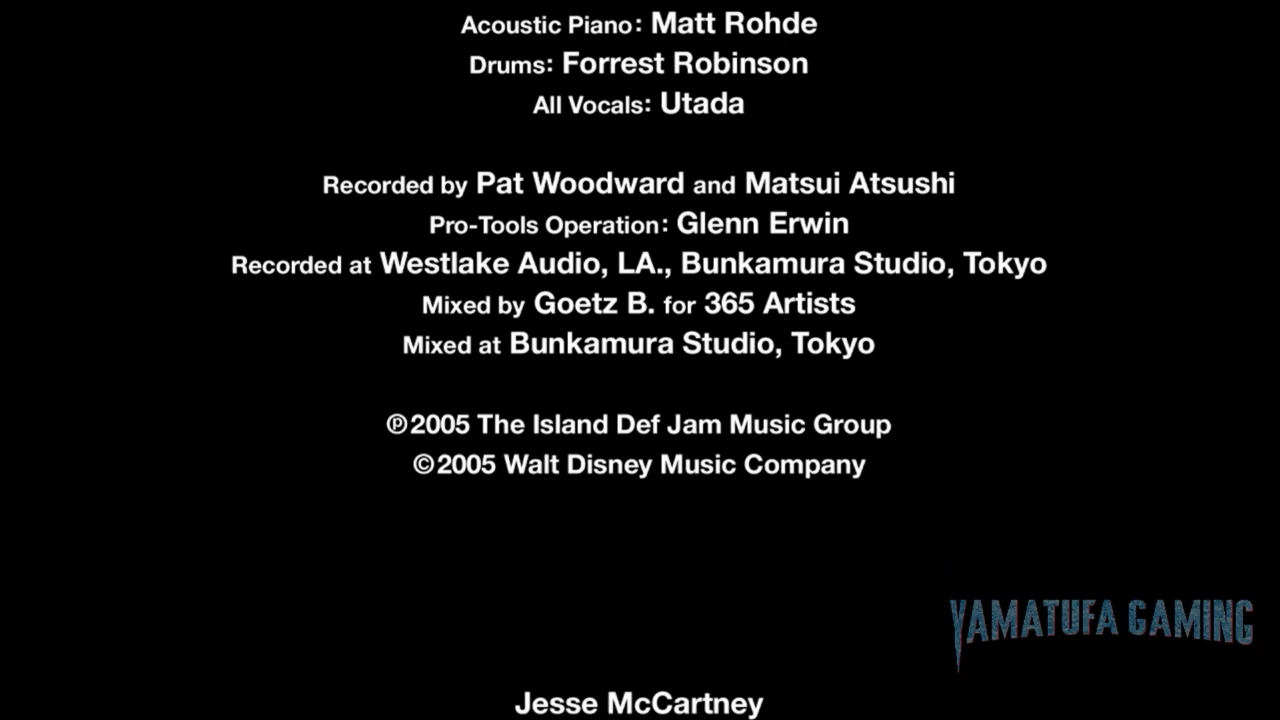 Acoustic Piano: Matt Rohde
Drums: Forrest Robinson
All Vocals: Utada
Recorded by Pat Woodward and Matsui Atsushi
Pro-Tools Operation: Glenn Erwin
Recorded at Westlake Audio, LA., Bunkamura Studio, Tokyo
Mixed by Goetz B. for 365 Artists
Mixed at Bunkamura Studio, Tokyo
℗2005 The Island Def Jam Music Group
©2005 Walt Disney Music Company
YAMATUFA GAMING
Jesse McCartney